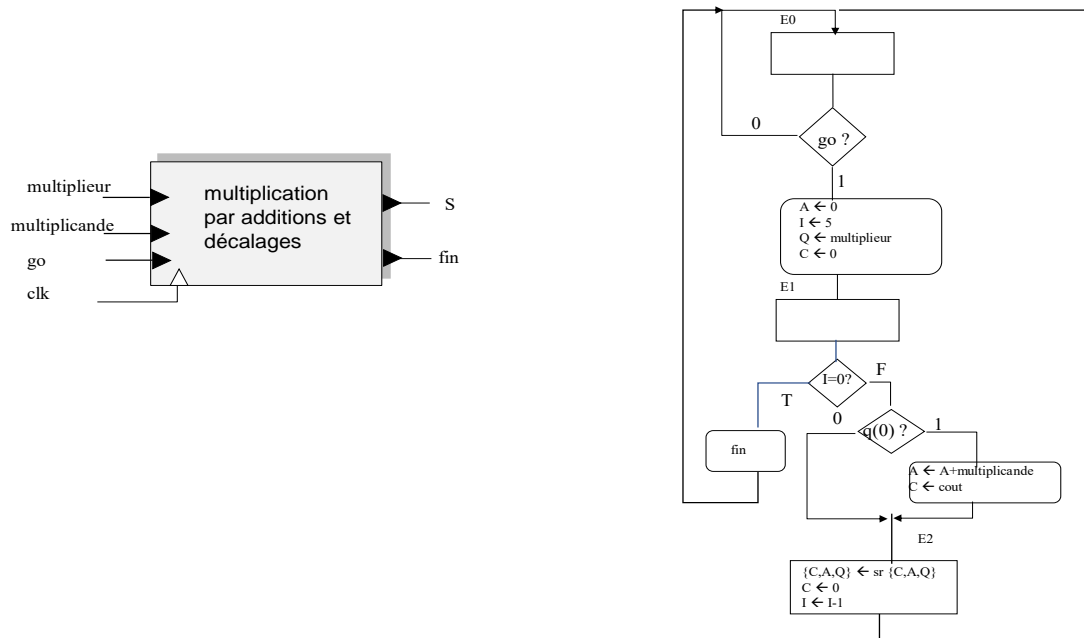 multiplieur
multiplicande
go
clk
multiplication
par additions et
décalages
S
fin
E0
go ?
0
1
A ← 0
I ← 5
Q ← multiplieur
C ← 0
E1
I=0?
T
F
q(0) ?
0
1
fin
A ← A+multiplicande
C ← cout
E2
{C,A,Q} ← sr {C,A,Q}
C ← 0
I ← I-1